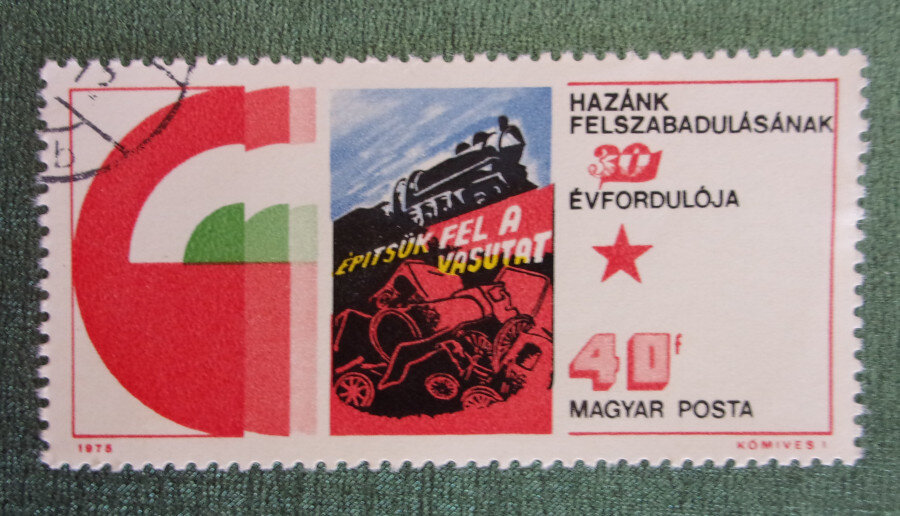 HAZÁNK
FELSZABADULÁSÁNAK
30
ÉVFORDULÓJA
ÉPITSÜK FEL A
VASUTAT
40f
MAGYAR POSTA
1975
KÖMIVES I.